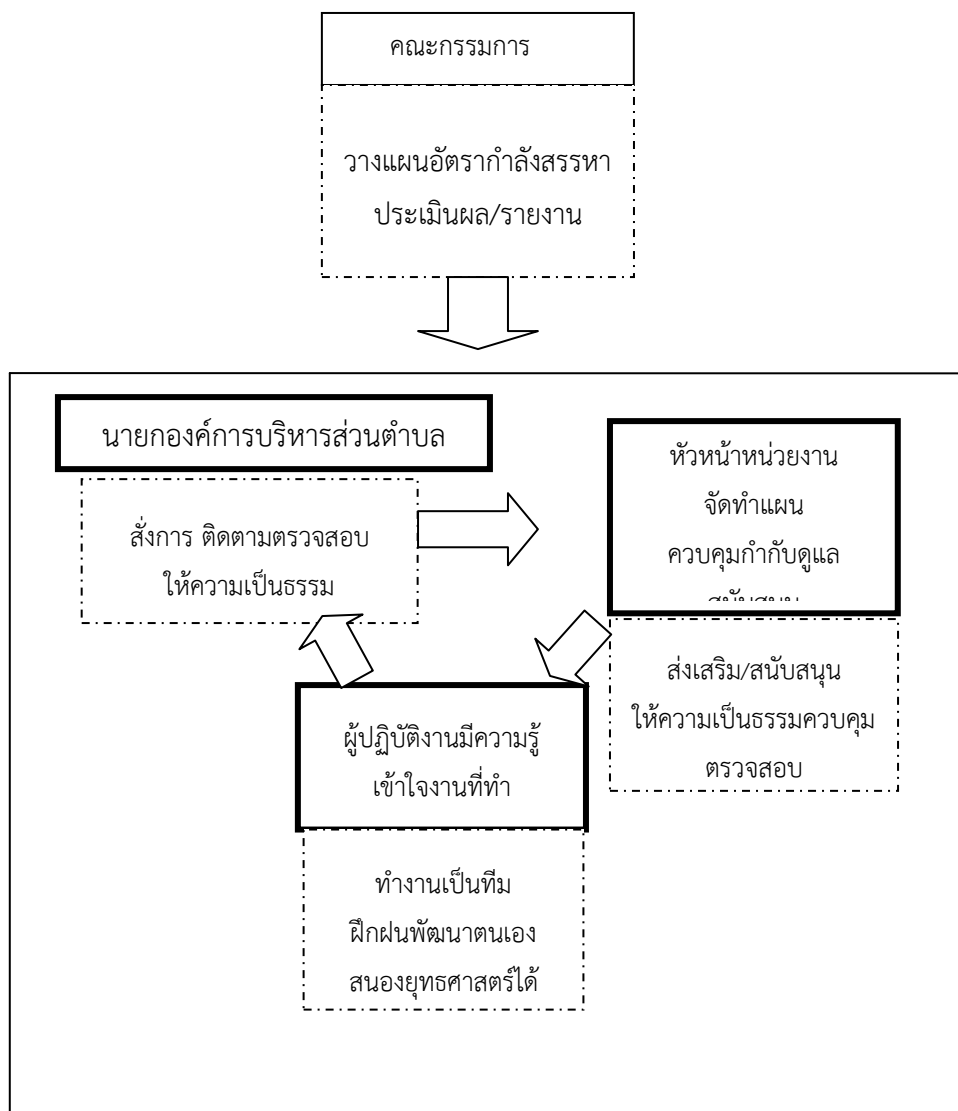 คณะกรรมการ
วางแผนอัตรากำลังสรรหา
ประเมินผล/รายงาน
นายกองค์การบริหารส่วนตำบล
สั่งการ ติดตามตรวจสอบ
ให้ความเป็นธรรม
หัวหน้าหน่วยงาน
จัดทำแผน
ควบคุมกำกับดูแล
ส่งเสริม/สนับสนุน
ให้ความเป็นธรรมควบคุม
ตรวจสอบ
ผู้ปฏิบัติงานมีความรู้
เข้าใจงานที่ทำ
ทำงานเป็นทีม
ฝึกฝนพัฒนาตนเอง
สนองยุทธศาสตร์ได้